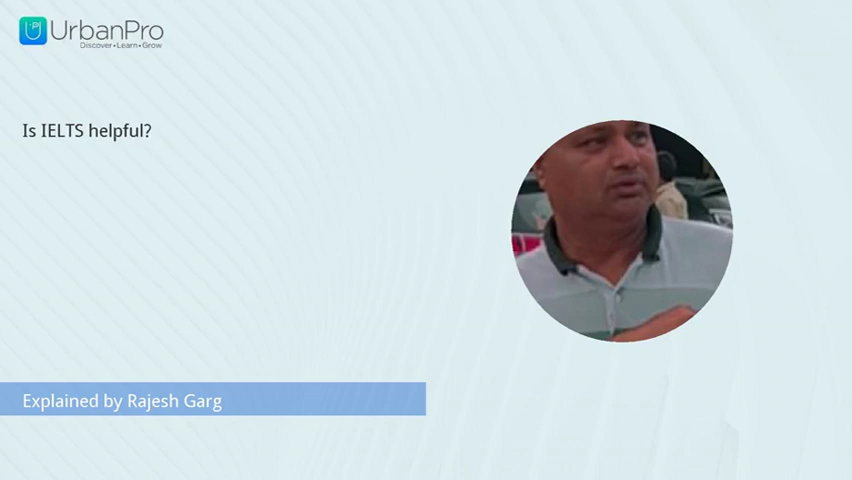 UrbanPro
Discover•Learn•Grow
Is IELTS helpful?
Explained by Rajesh Garg